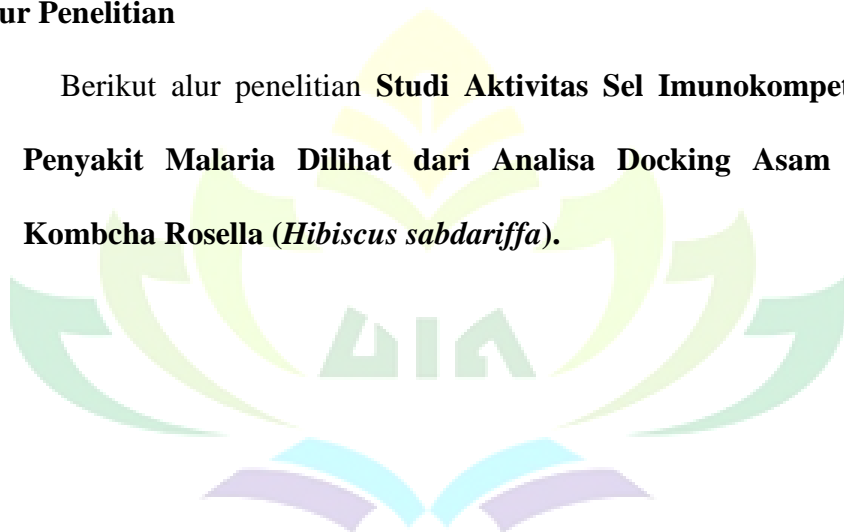 ur Penelitian
Berikut alur penelitian Studi Aktivitas Sel Imunokompet
Penyakit Malaria Dilihat dari Analisa Docking Asam
Kombcha Rosella (Hibiscus sabdariffa).
UIN